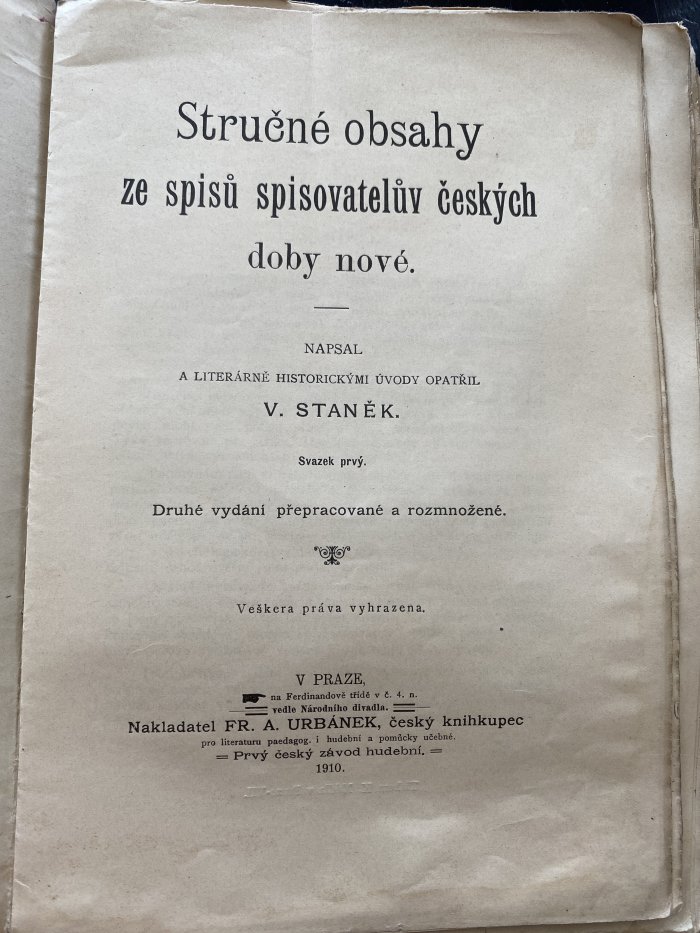 Stručné obsahy
ze spisů spisovatelův českých
doby nové.
NAPSAL
A LITERÁRNĚ HISTORICKÝMI ÚVODY OPATŘIL
V. STANĚK.
Svazek prvý.
Druhé vydání přepracované a rozmnožené.
Veškera práva vyhrazena.
V PRAZE,
na Ferdinandově třídě v č. 4. n.
vedle Národního divadla.
Nakladatel FR. A. URBÁNEK, český knihkupec
pro literaturu paedagog. i hudební a pomůcky učebné.
= Prvý český závod hudební. =
1910.